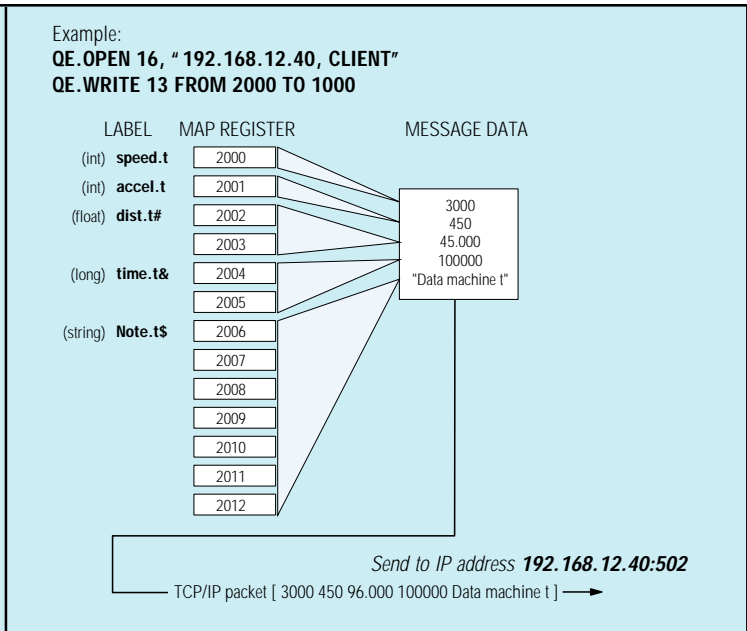 Example:
QE.OPEN 16, “ 192.168.12.40, CLIENT”
QE.WRITE 13 FROM 2000 TO 1000
LABEL MAP REGISTER MESSAGE DATA
(int) speed.t 2000
(int) accel.t 2001
(float) dist.t# 2002
2003
(long) time.t& 2004
2005
(string) Note.t$ 2006
2007
2008
2009
2010
2011
2012
3000
450
45.000
100000
"Data machine t"
Send to IP address 192.168.12.40:502
TCP/IP packet [ 3000 450 96.000 100000 Data machine t ]